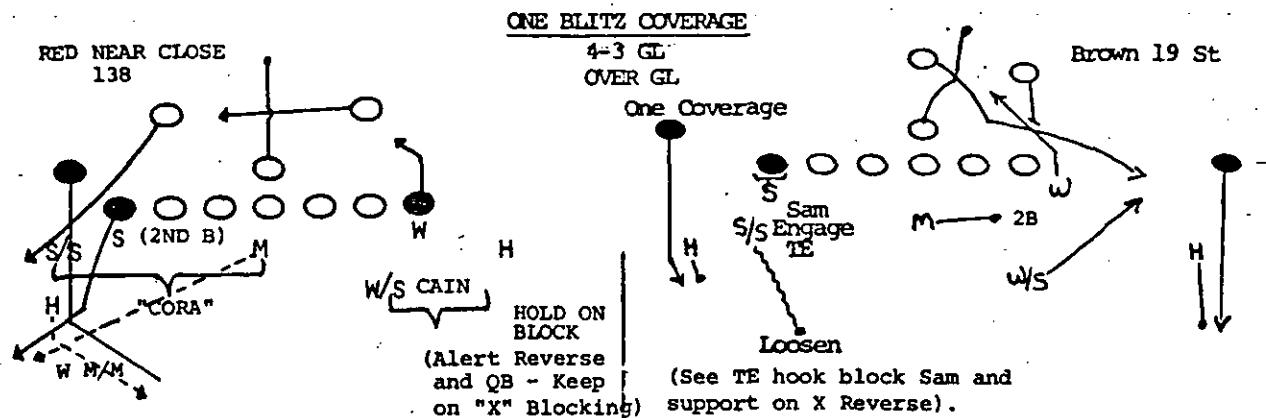 ONE BLITZ COVERAGE
4-3 GL
OVER GL
One Coverage
RED NEAR CLOSE
138
S/S
S
(2ND B)
M
W
H
"CORA"
H
W M/M
W/S CAIN
HOLD ON
BLOCK
(Alert Reverse
and QB - Keep
on "X" Blocking)
Brown 19 St
H
S
Sam
S/S Engage
TE
Loosen
M
2B
W
W/S
H
(See TE hook block Sam and
support on X Reverse).